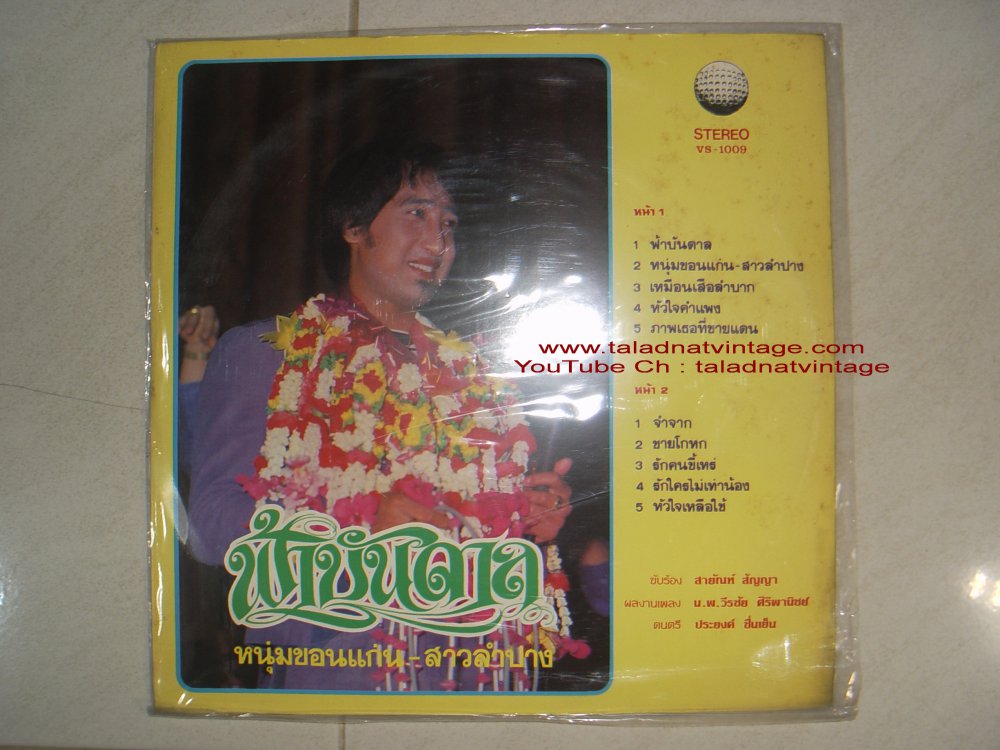 STEREO
VS-1009
หน้า 1
1 ฟ้าบันดาล
2 หนุ่มขอนแก่น-สาวลำปาง
3 เหมือนเสือลำบาก
4 หัวใจคำแพง
5 ภาพเธอที่ชายแดน
www.taladnatvintage.com
YouTube Ch : taladnatvintage
หน้า 2
1 จำจาก
2 ชายโกหก
3 รักคนขี้เหร่
4 รักใครไม่เท่าน้อง
5 หัวใจเหลือใช้
ขับร้อง สายัณห์ สัญญา
ผลงานเพลง น.พ.วีรชัย ศิริพานิชย์
ดนตรี ประยงค์ ชื่นเย็น
ฟ้าบันดาล
หนุ่มขอนแก่น-สาวลำปาง